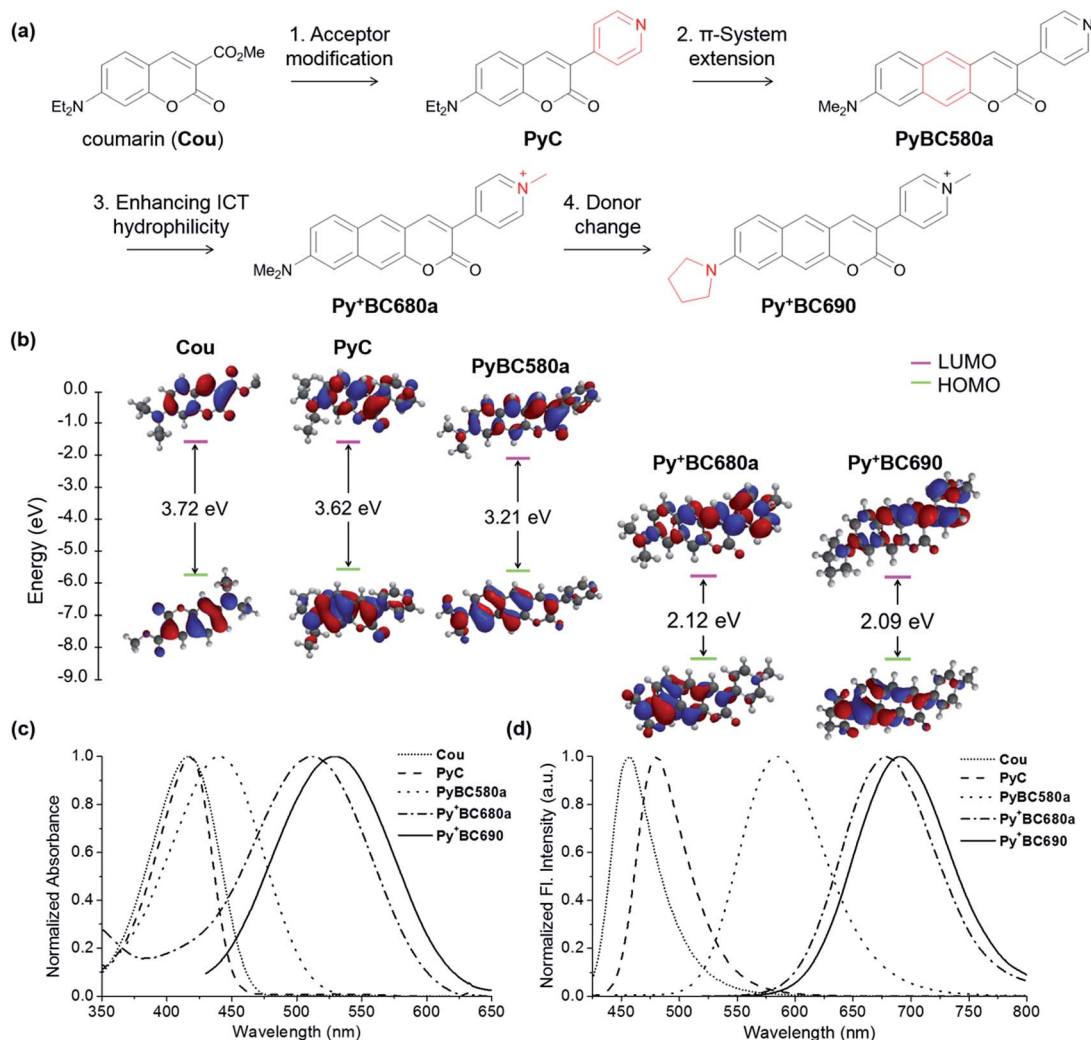 (a)
CO₂Me
Et₂N
O
O
coumarin (Cou)
1. Acceptor
modification
N
Et₂N
O
O
PyC
2. π-System
extension
N
Me₂N
O
O
PyBC580a
3. Enhancing ICT
hydrophilicity
N
+
Me₂N
O
O
Py⁺BC680a
4. Donor
change
N
+
N
O
O
Py⁺BC690
(b)
Cou
PyC
PyBC580a
Py⁺BC680a
Py⁺BC690
LUMO
HOMO
Energy (eV)
0.0
-1.0
-2.0
-3.0
-4.0
-5.0
-6.0
-7.0
-8.0
-9.0
3.72 eV
3.62 eV
3.21 eV
2.12 eV
2.09 eV
(c)
Cou
PyC
PyBC580a
Py⁺BC680a
Py⁺BC690
Normalized Absorbance
1.0
0.8
0.6
0.4
0.2
0.0
350 400 450 500 550 600 650
Wavelength (nm)
(d)
Cou
PyC
PyBC580a
Py⁺BC680a
Py⁺BC690
Normalized Fl. Intensity (a.u.)
1.0
0.8
0.6
0.4
0.2
0.0
450 500 550 600 650 700 750 800
Wavelength (nm)